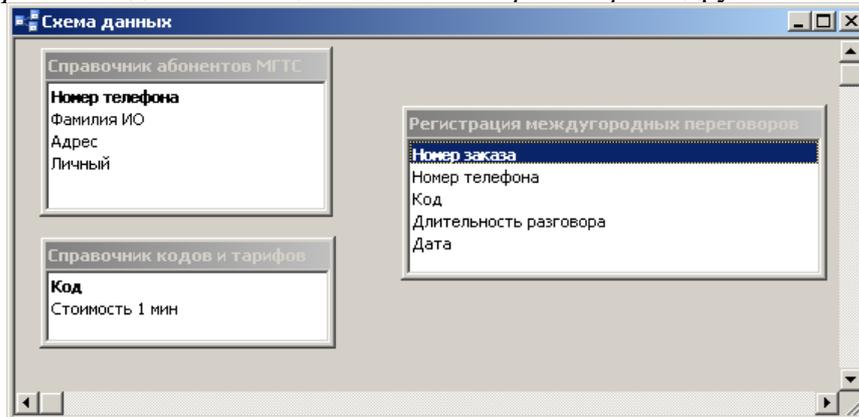 Схема данных
Справочник абонентов МГТС
Номер телефона
Фамилия ИО
Адрес
Личный
Регистрация междугородных переговоров
Номер заказа
Номер телефона
Код
Длительность разговора
Дата
Справочник кодов и тарифов
Код
Стоимость 1 мин